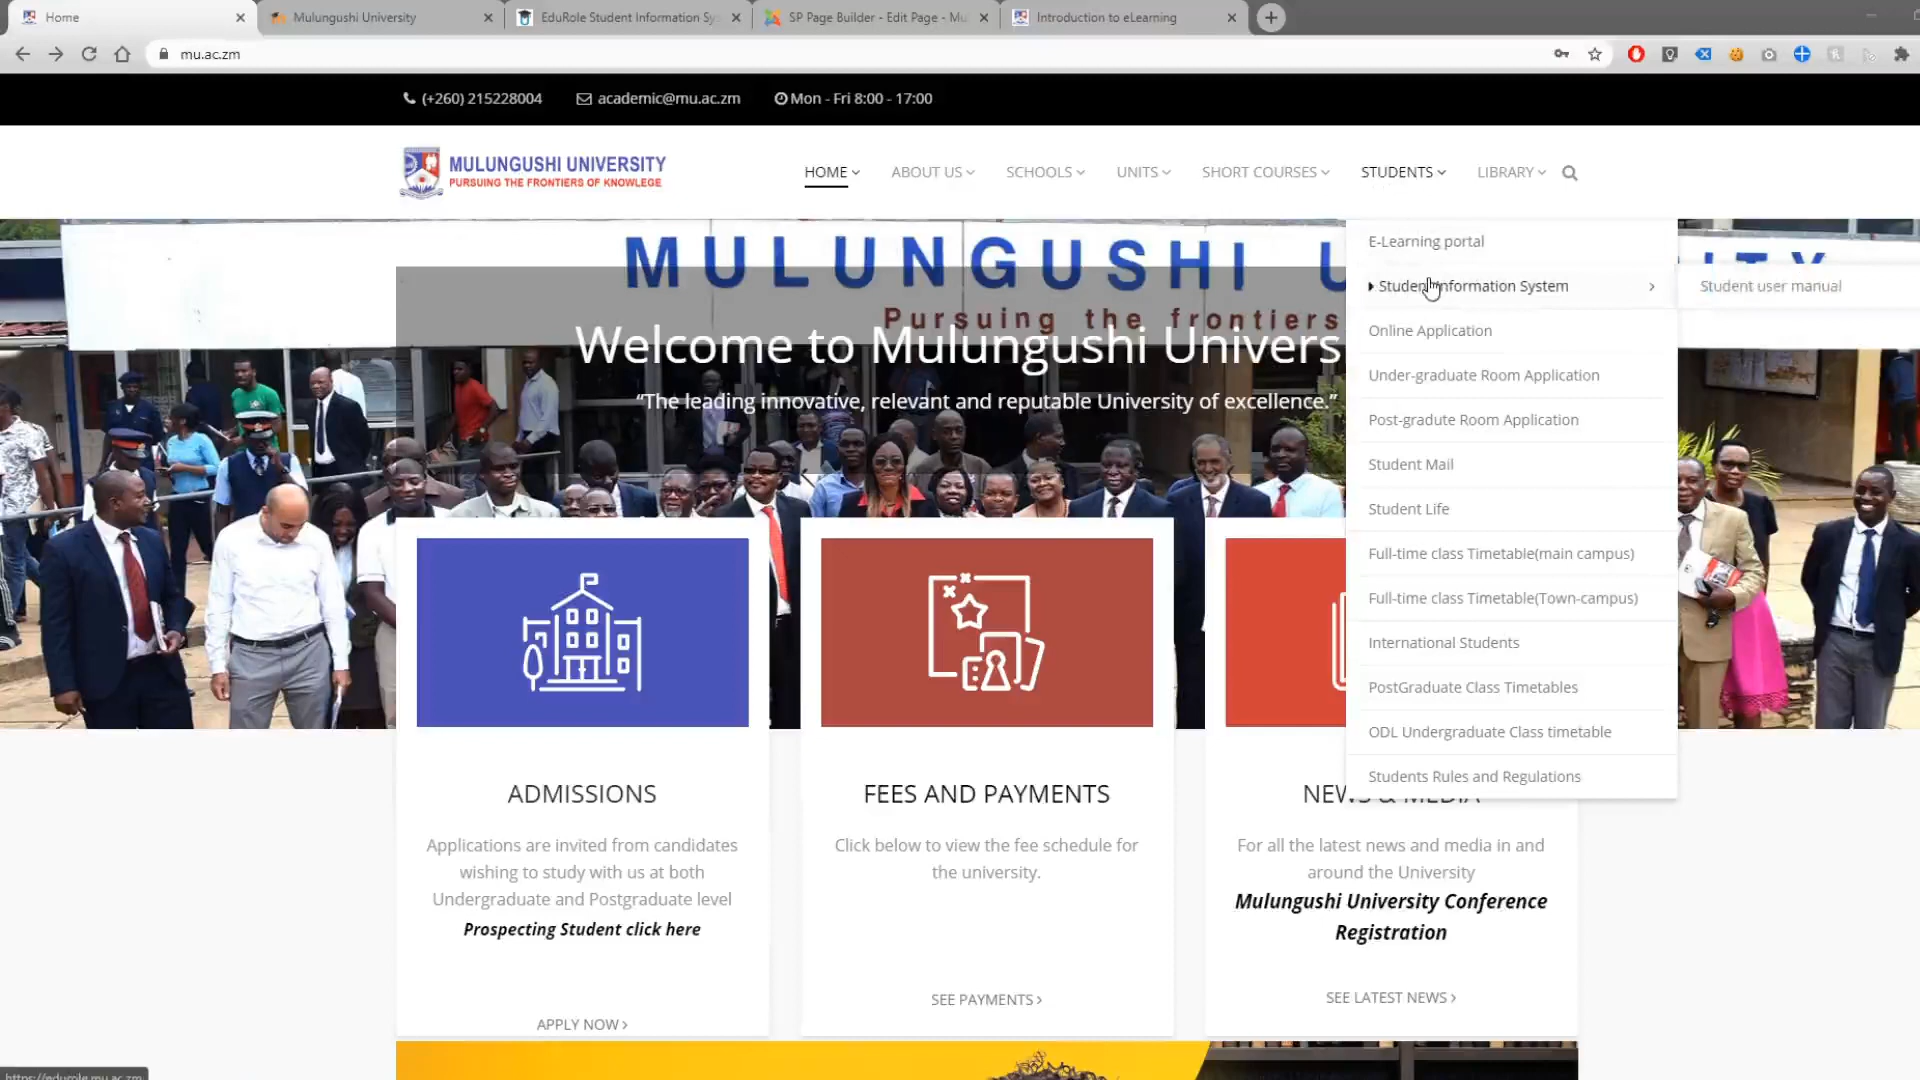 Home
Mulungushi University
EduRole Student Information Sy
SP Page Builder - Edit Page - Mu
Introduction to eLearning
mu.ac.zm
(+260) 215228004
academic@mu.ac.zm
Mon - Fri 8:00 - 17:00
MULUNGUSHI UNIVERSITY
PURSUING THE FRONTIERS OF KNOWLEGE
HOME
ABOUT US
SCHOOLS
UNITS
SHORT COURSES
STUDENTS
LIBRARY
MULUNGUSHI U
Pursuing the frontiers
Welcome to Mulungushi Univers
“The leading innovative, relevant and reputable University of excellence.”
E-Learning portal
Student Information System
Student user manual
Online Application
Under-graduate Room Application
Post-gradute Room Application
Student Mail
Student Life
Full-time class Timetable(main campus)
Full-time class Timetable(Town-campus)
International Students
PostGraduate Class Timetables
ODL Undergraduate Class timetable
Students Rules and Regulations
ADMISSIONS
Applications are invited from candidates
wishing to study with us at both
Undergraduate and Postgraduate level
Prospecting Student click here
APPLY NOW
FEES AND PAYMENTS
Click below to view the fee schedule for
the university.
SEE PAYMENTS
NEWS & MEDIA
For all the latest news and media in and
around the University
Mulungushi University Conference
Registration
SEE LATEST NEWS
https://edurole.mu.ac.zm